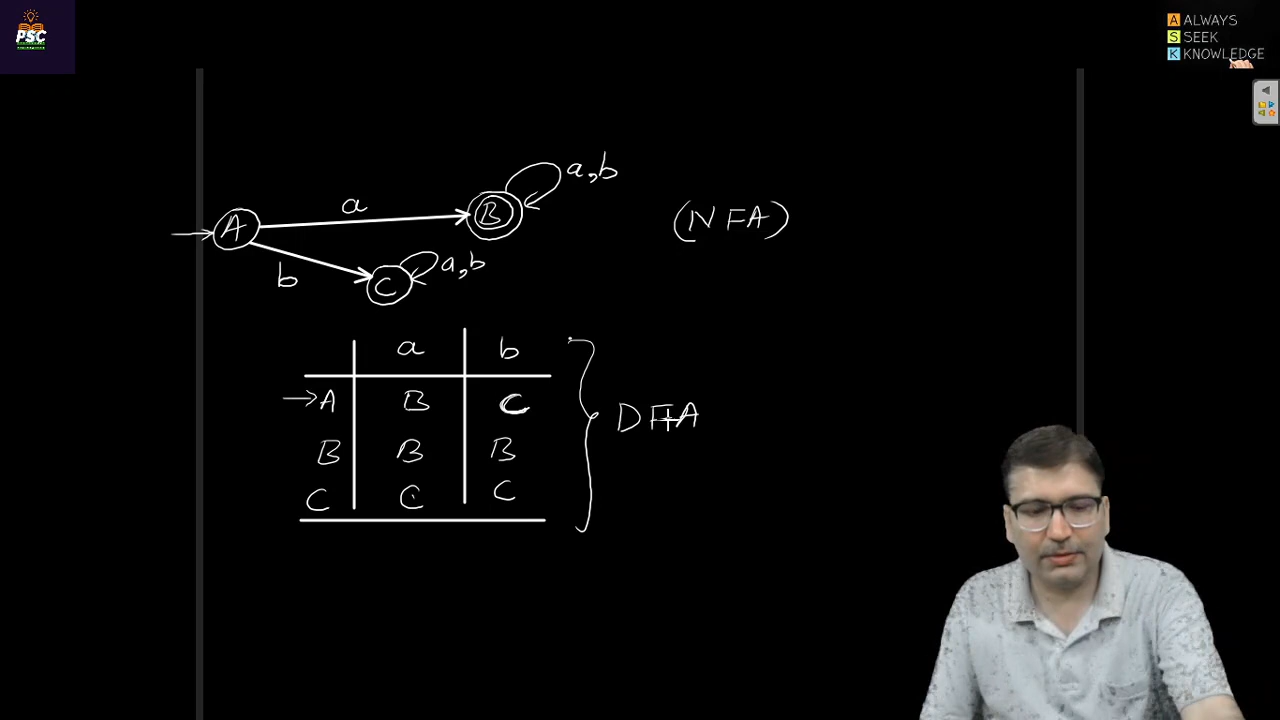 PSC
A ALWAYS
S SEEK
K KNOWLEDGE
a,b
a
A
B
(NFA)
b
C
a,b
a b
→A B C
B B B
C C C
DFA